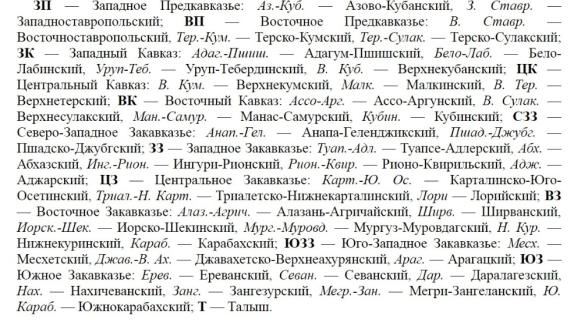 ЗП — Западное Предкавказье: Аз.-Куб. — Азово-Кубанский, З. Ставр. —
Западноставропольский; ВП — Восточное Предкавказье: В. Ставр. —
Восточноставропольский, Тер.-Кум. — Терско-Кумский, Тер.-Сулак. — Терско-Сулакский;
ЗК — Западный Кавказ: Адаг.-Пшиш. — Адагум-Пшишский, Бело-Лаб. — Бело-
Лабинский, Уруп-Теб. — Уруп-Тебердинский, В. Куб. — Верхнекубанский; ЦК —
Центральный Кавказ: В. Кум. — Верхнекумский, Малк. — Малкинский, В. Тер. —
Верхнетерский; ВК — Восточный Кавказ: Ассо-Арг. — Ассо-Аргунский, В. Сулак. —
Верхнесулакский, Ман.-Самур. — Манас-Самурский, Кубин. — Кубинский; СЗЗ —
Северо-Западное Закавказье: Анап.-Гел. — Анапа-Геленджикский, Пшад.-Джубг. —
Пшадско-Джубгский; ЗЗ — Западное Закавказье: Туап.-Адл. — Туапсе-Адлерский, Абх. —
Абхазский, Инг.-Рион. — Ингури-Рионский, Рион.-Квир. — Рионо-Квирильский, Адж. —
Аджарский; ЦЗ — Центральное Закавказье: Карт.-Ю. Ос. — Карталинско-Юго-
Осетинский, Триал.-Н. Карт. — Триалетско-Нижнекарталинский, Лори — Лорийский; ВЗ
— Восточное Закавказье: Алаз.-Агрич. — Алазань-Агричайский, Ширв. — Ширванский,
Иорск.-Шек. — Иорско-Шекинский, Мург.-Муровд. — Мургуз-Муровдагский, Н. Кур. —
Нижнекуринский, Караб. — Карабахский; ЮЗЗ — Юго-Западное Закавказье: Месх. —
Месхетский, Джав.-В. Ах. — Джавахетско-Верхнеахурянский, Араг. — Арагацкий; ЮЗ —
Южное Закавказье: Ерев. — Ереванский, Севан. — Севанский, Дар. — Даралагезский,
Нах. — Нахичеванский, Занг. — Зангезурский, Мегр.-Зан. — Мегри-Зангеланский, Ю.
Караб. — Южнокарабахский; Т — Талыш.